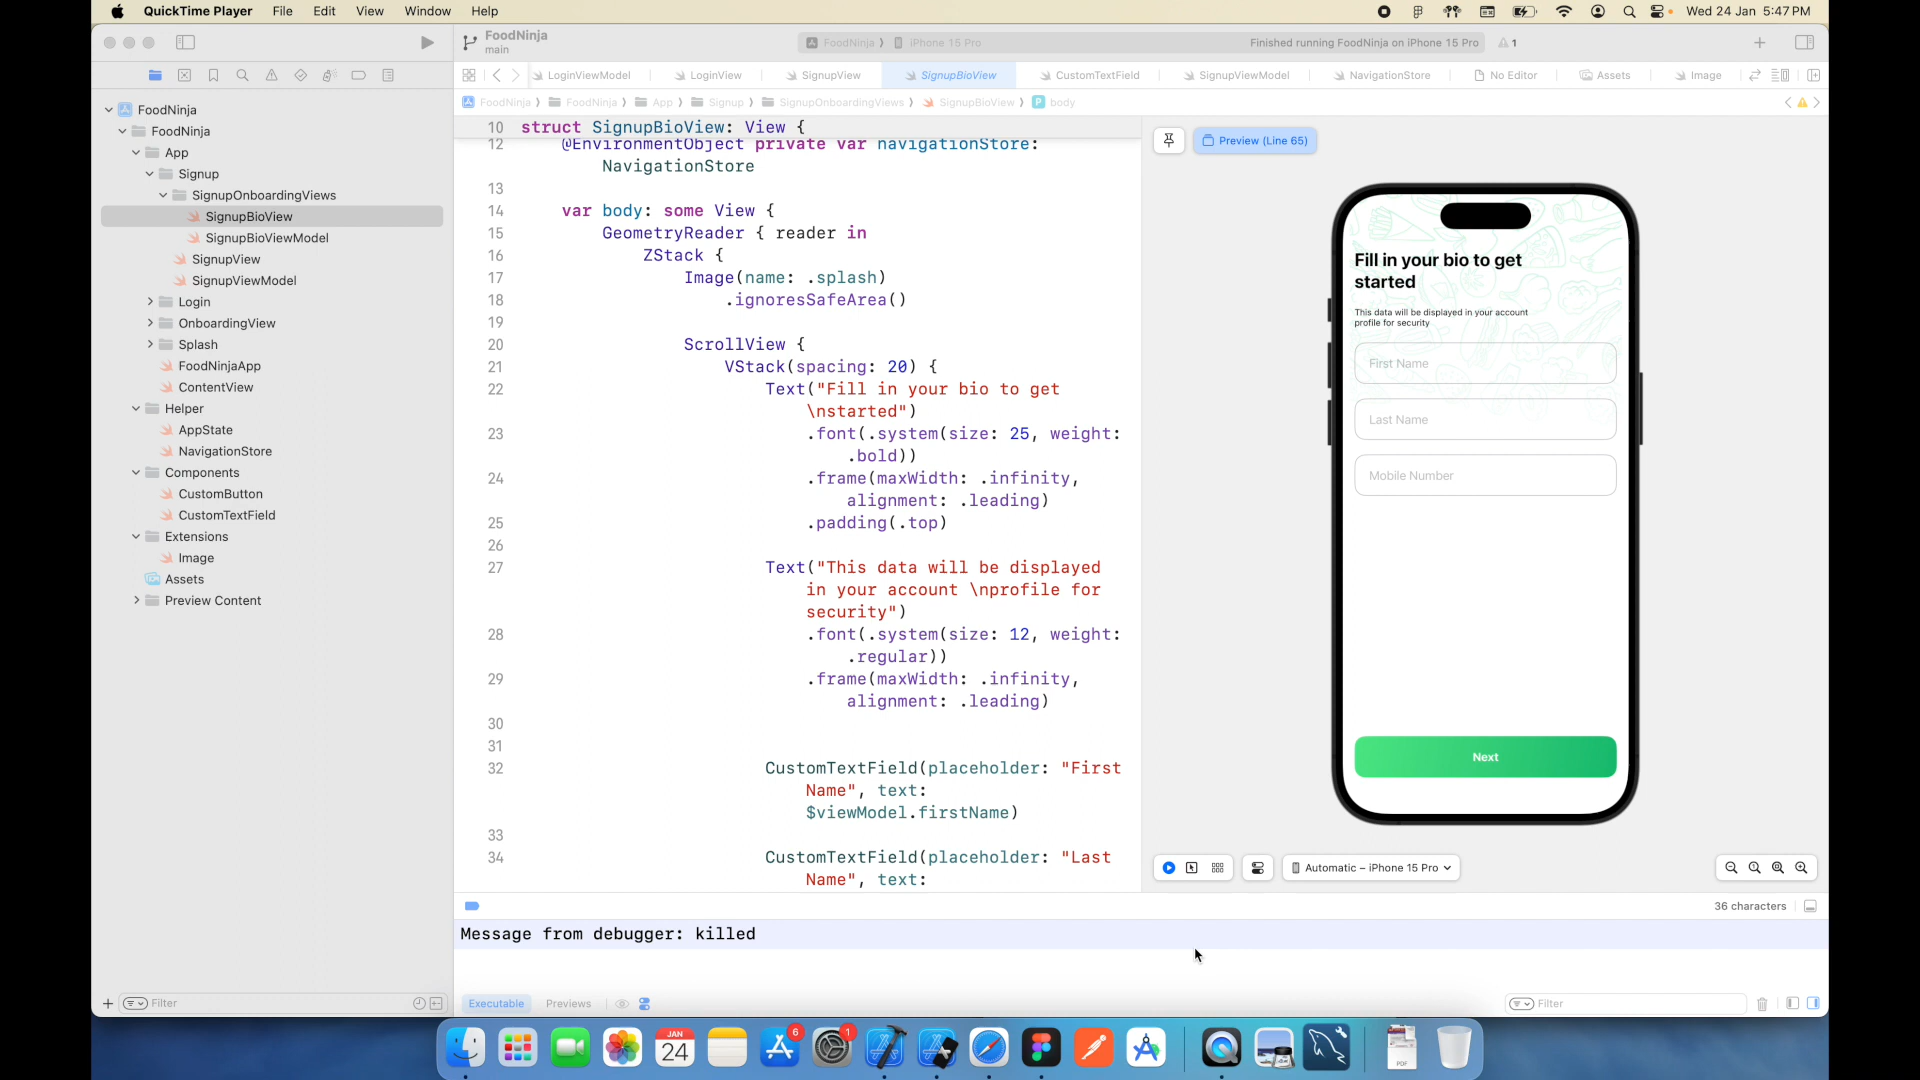 QuickTime Player File Edit View Window Help
Wed 24 Jan 5:47 PM
FoodNinja
main
FoodNinja
iPhone 15 Pro
Finished running FoodNinja on iPhone 15 Pro
1
LoginViewModel
LoginView
SignupView
SignupBioView
CustomTextField
SignupViewModel
NavigationStore
No Editor
Assets
Image
FoodNinja
FoodNinja
App
Signup
SignupOnboardingViews
SignupBioView
P body
FoodNinja
FoodNinja
App
Signup
SignupOnboardingViews
SignupBioView
SignupBioViewModel
SignupView
SignupViewModel
Login
OnboardingView
Splash
FoodNinjaApp
ContentView
Helper
AppState
NavigationStore
Components
CustomButton
CustomTextField
Extensions
Image
Assets
Preview Content
Filter
10 struct SignupBioView: View {
12 @EnvironmentObject private var navigationStore:
NavigationStore
13
14 var body: some View {
15 GeometryReader { reader in
16 ZStack {
17 Image(name: .splash)
18 .ignoresSafeArea()
19
20 ScrollView {
21 VStack(spacing: 20) {
22 Text("Fill in your bio to get
\nstarted")
23 .font(.system(size: 25, weight:
.bold))
24 .frame(maxWidth: .infinity,
alignment: .leading)
25 .padding(.top)
26
27 Text("This data will be displayed
in your account \nprofile for
security")
28 .font(.system(size: 12, weight:
.regular))
29 .frame(maxWidth: .infinity,
alignment: .leading)
30
31
32 CustomTextField(placeholder: "First
Name", text:
$viewModel.firstName)
33
34 CustomTextField(placeholder: "Last
Name", text:
Preview (Line 65)
Fill in your bio to get
started
This data will be displayed in your account
profile for security
First Name
Last Name
Mobile Number
Next
Automatic – iPhone 15 Pro
36 characters
Message from debugger: killed
Executable
Previews
Filter
JAN
24
6
1
PDF